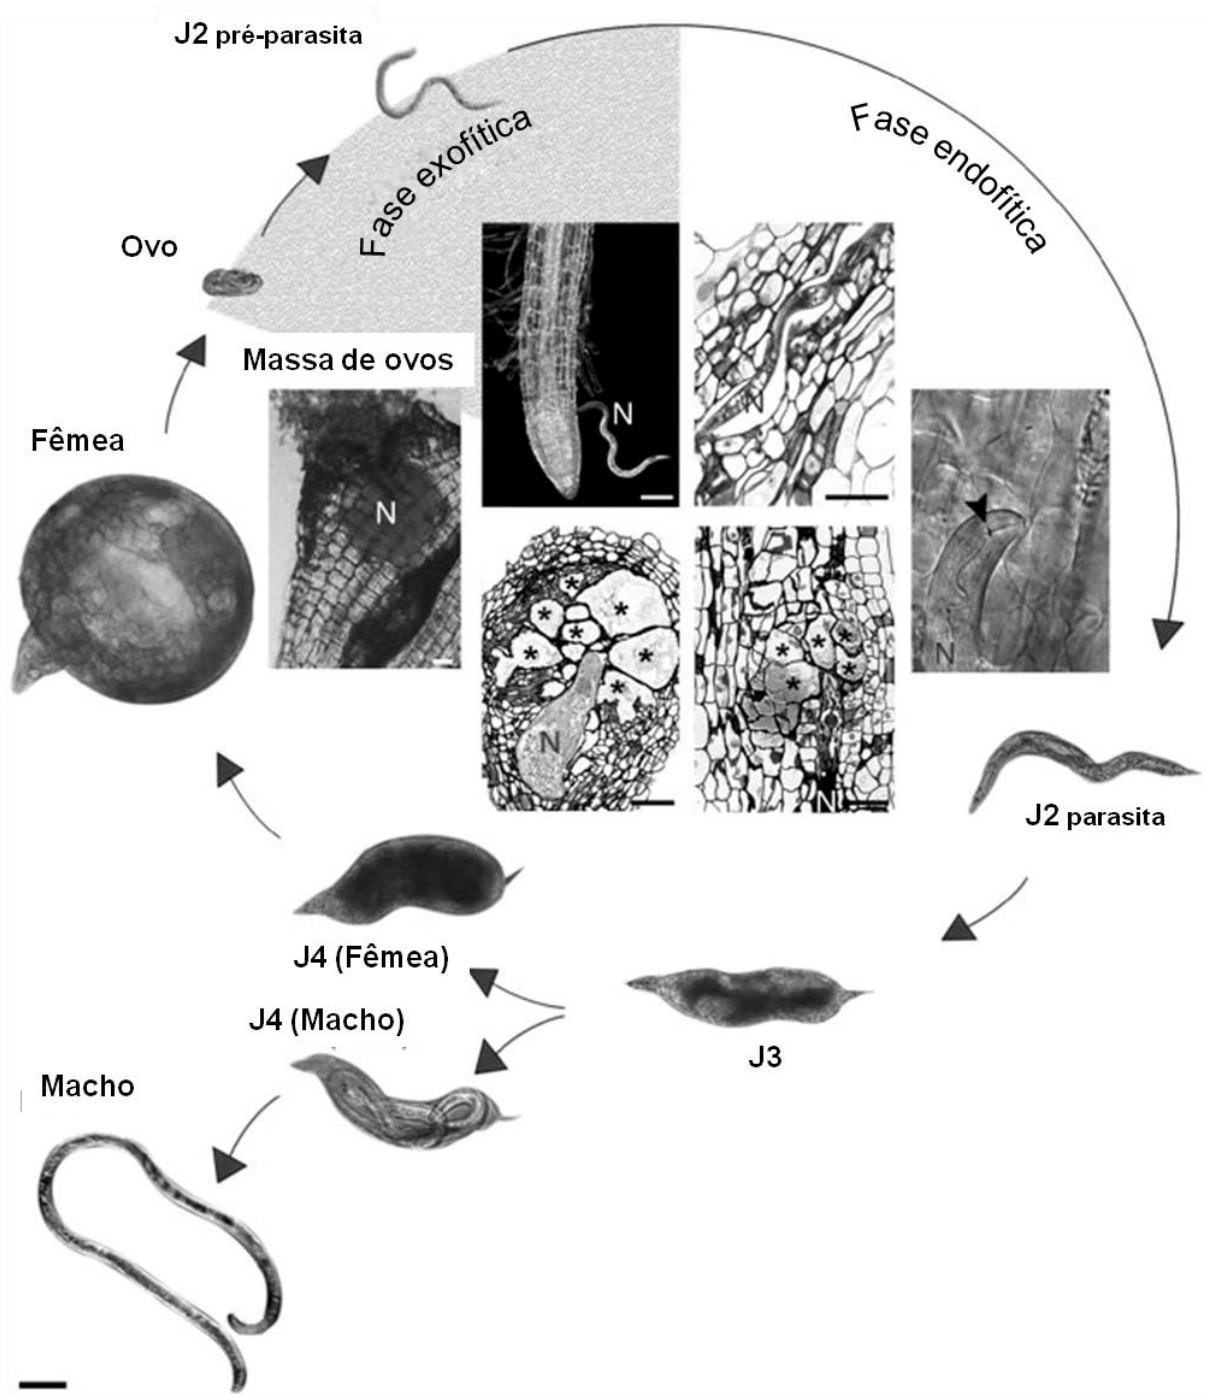 J2 pré-parasita
Fase exofítica
Fase endofítica
Ovo
Massa de ovos
Fêmea
N
N
N
N
N
N
* * * * * * *
* * * * *
J2 parasita
J4 (Fêmea)
J4 (Macho)
J3
Macho